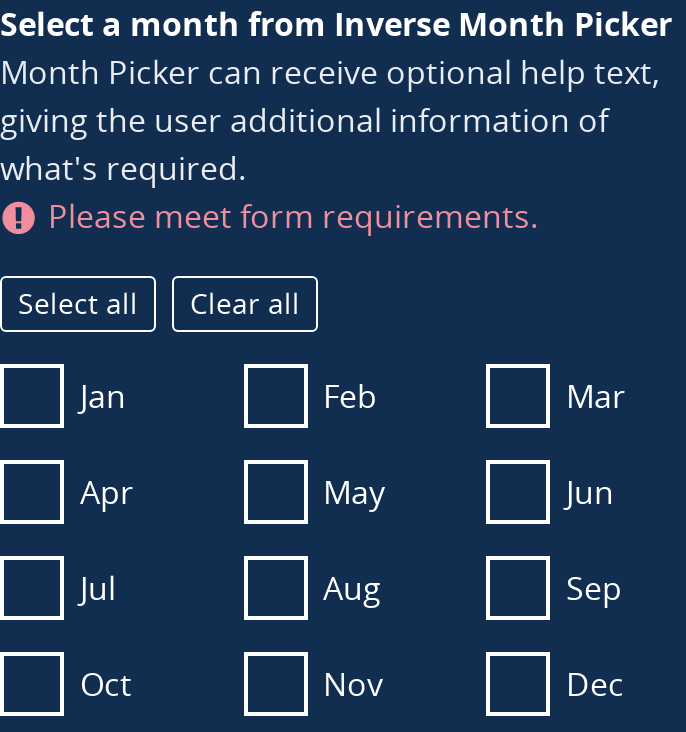 Select a month from Inverse Month Picker
Month Picker can receive optional help text,
giving the user additional information of
what's required.
Please meet form requirements.
Select all Clear all
Jan Feb Mar
Apr May Jun
Jul Aug Sep
Oct Nov Dec